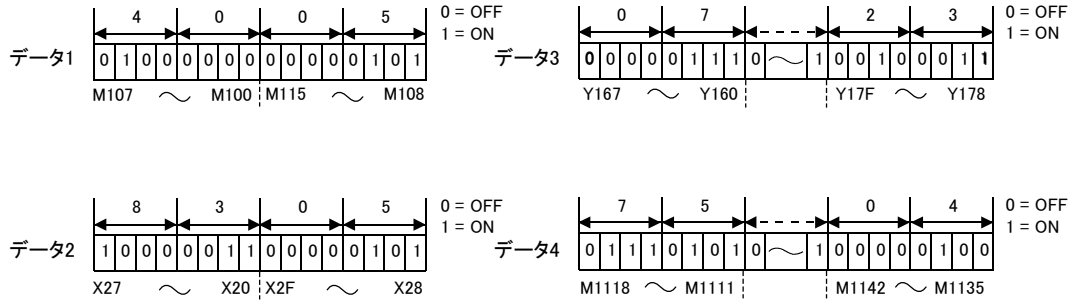 4 0 0 5 0 = OFF
1 = ON
データ1 0 1 0 0 0 0 0 0 0 0 0 0 0 1 0 1
M107 ~ M100 M115 ~ M108
0 7 2 3 0 = OFF
1 = ON
データ3 0 0 0 0 0 1 1 1 0 ~ 1 0 0 1 0 0 0 1 1
Y167 ~ Y160 Y17F ~ Y178
8 3 0 5 0 = OFF
1 = ON
データ2 1 0 0 0 0 0 1 1 0 0 0 0 0 1 0 1
X27 ~ X20 X2F ~ X28
7 5 0 4 0 = OFF
1 = ON
データ4 0 1 1 1 0 1 0 1 0 ~ 1 0 0 0 0 0 1 0 0
M1118 ~ M1111 M1142 ~ M1135